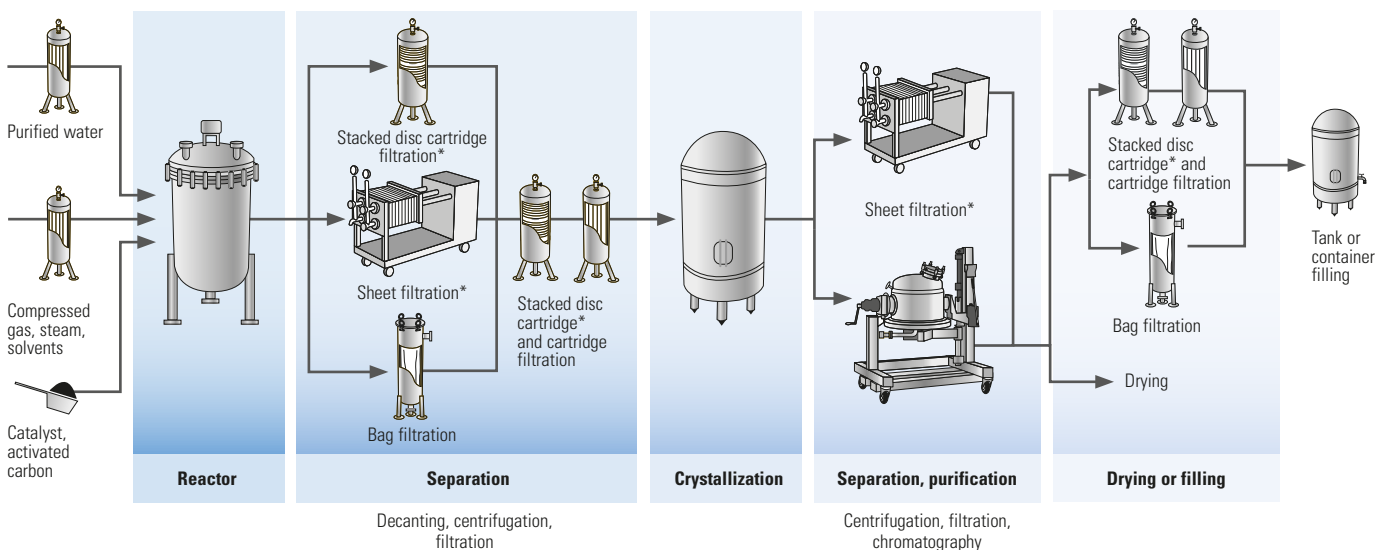 Purified water
Compressed
gas, steam,
solvents
Catalyst,
activated
carbon
Reactor
Stacked disc cartridge
filtration*
Sheet filtration*
Bag filtration
Stacked disc
cartridge*
and cartridge
filtration
Separation
Decanting, centrifugation,
filtration
Crystallization
Sheet filtration*
Separation, purification
Centrifugation, filtration,
chromatography
Stacked disc
cartridge* and
cartridge filtration
Bag filtration
Drying
Drying or filling
Tank or
container
filling